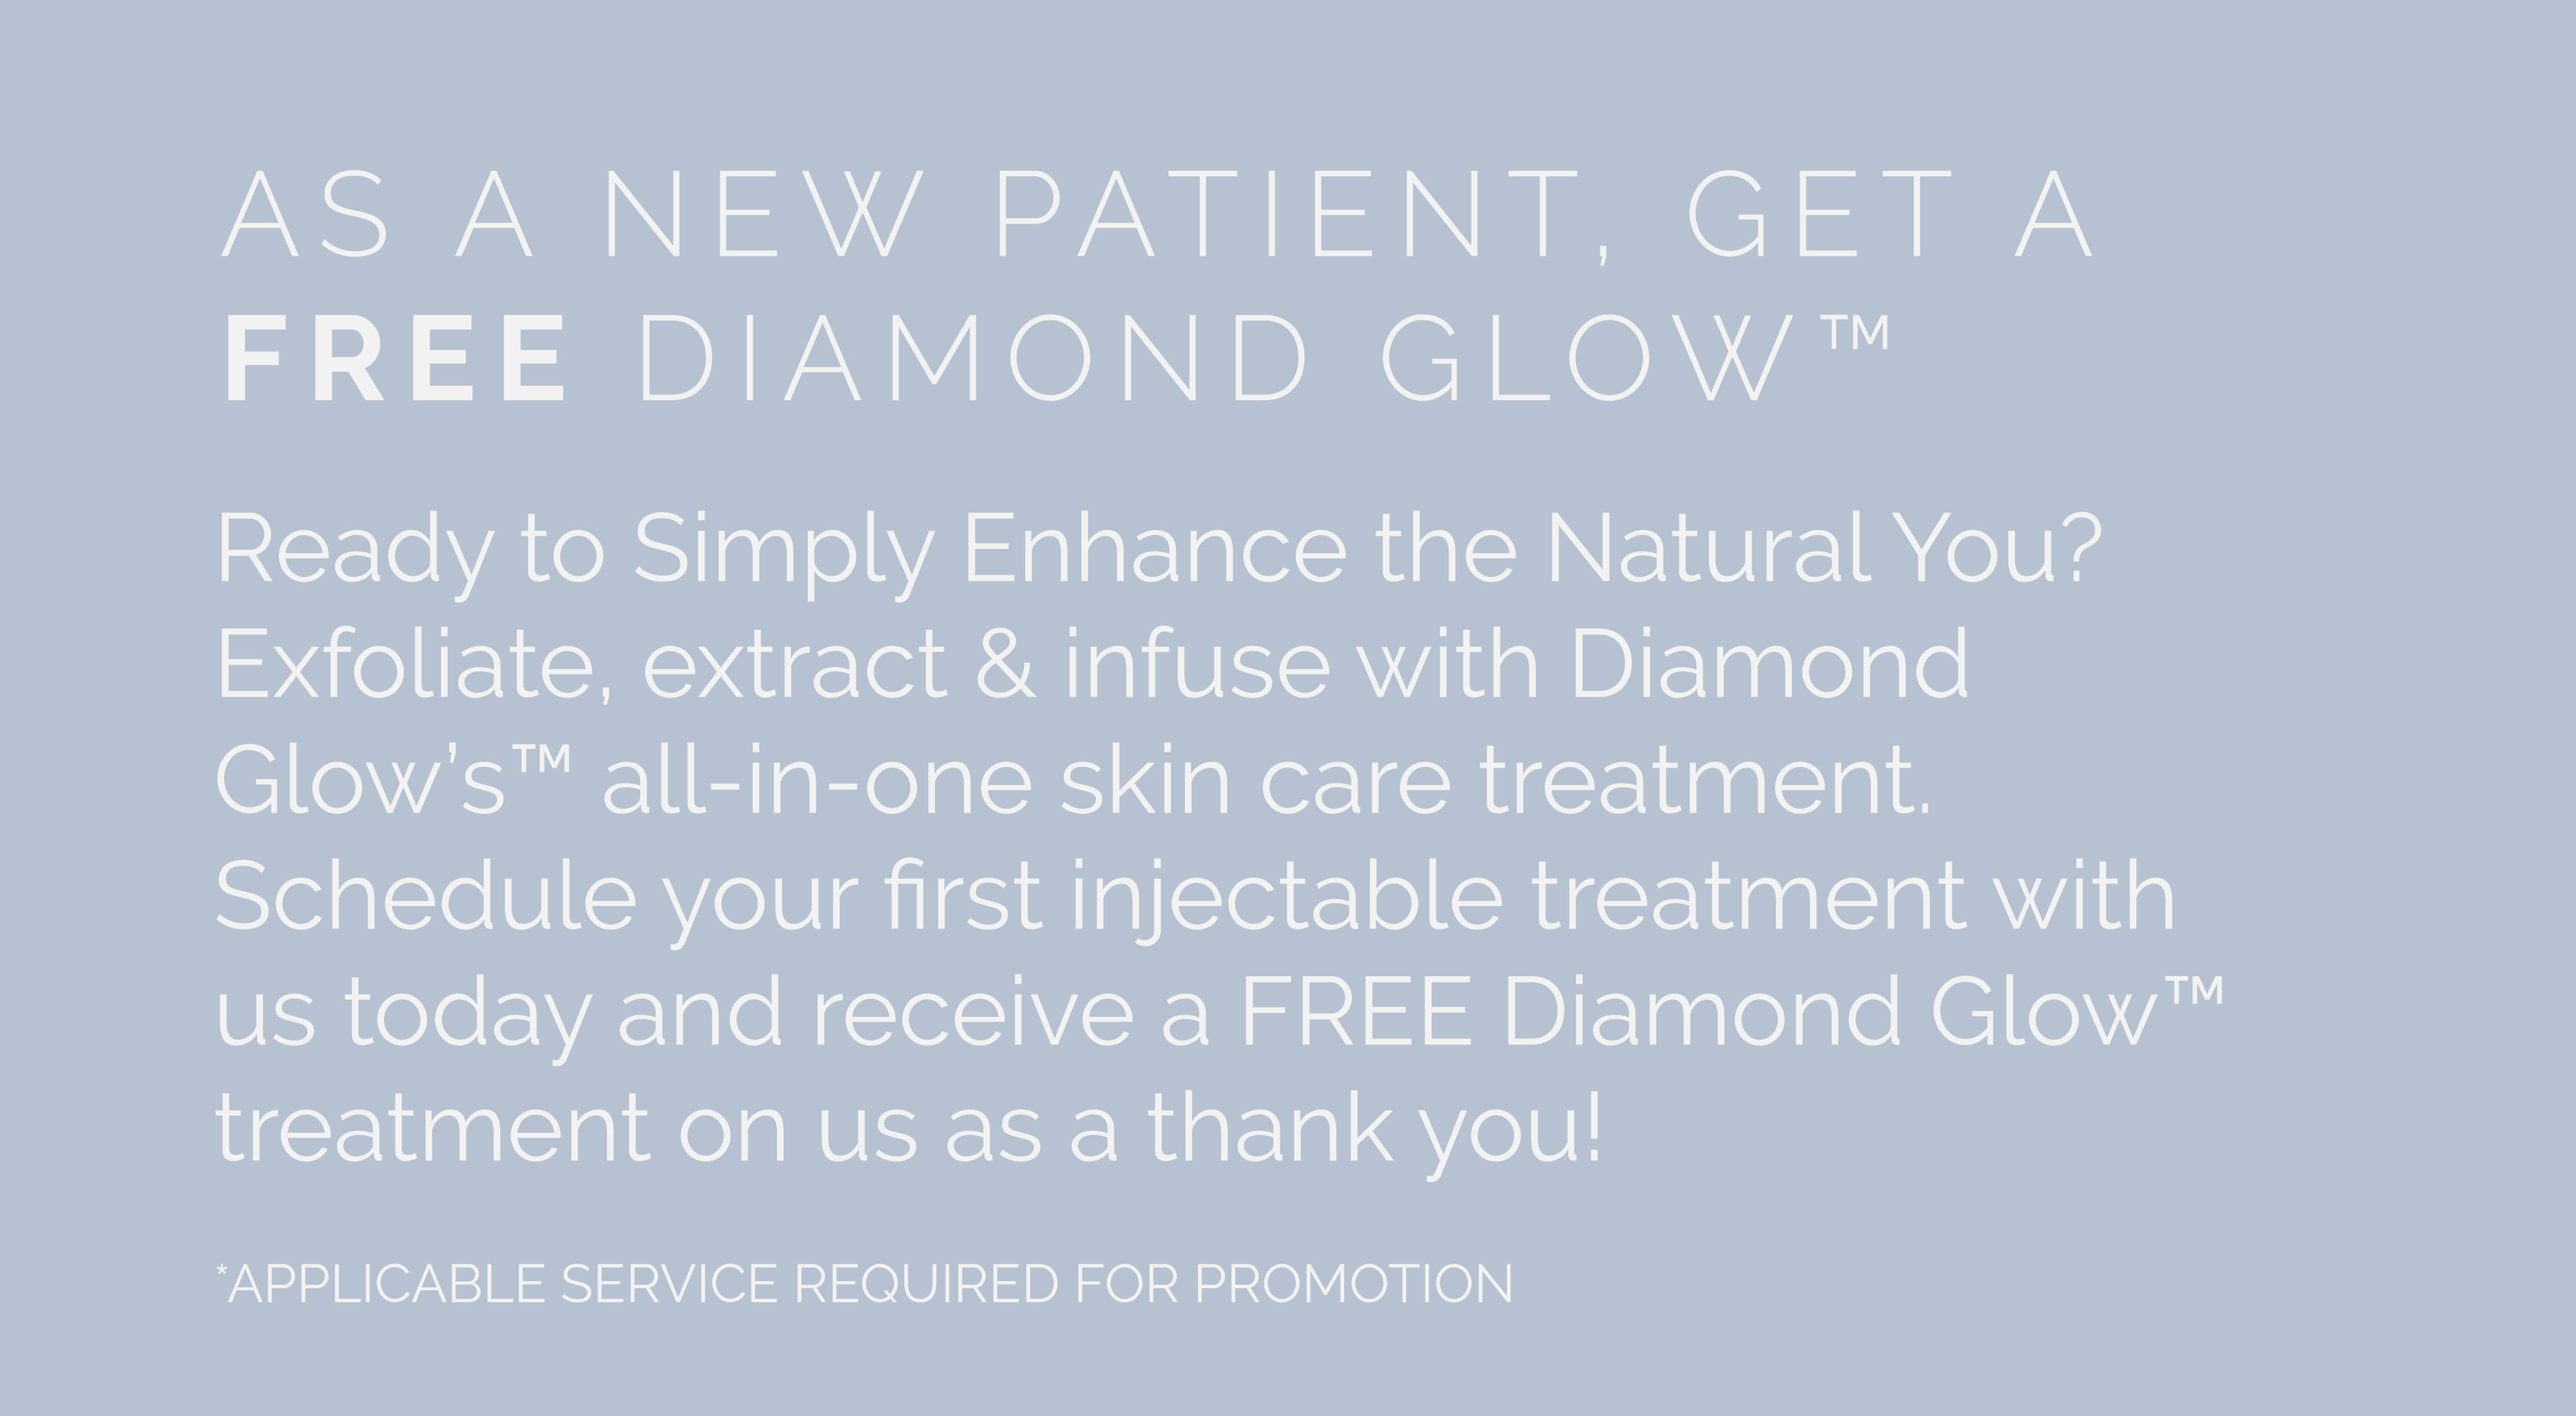 AS A NEW PATIENT, GET A
FREE DIAMOND GLOW™
Ready to Simply Enhance the Natural You?
Exfoliate, extract & infuse with Diamond
Glow’s™ all-in-one skin care treatment.
Schedule your first injectable treatment with
us today and receive a FREE Diamond Glow™
treatment on us as a thank you!
*APPLICABLE SERVICE REQUIRED FOR PROMOTION